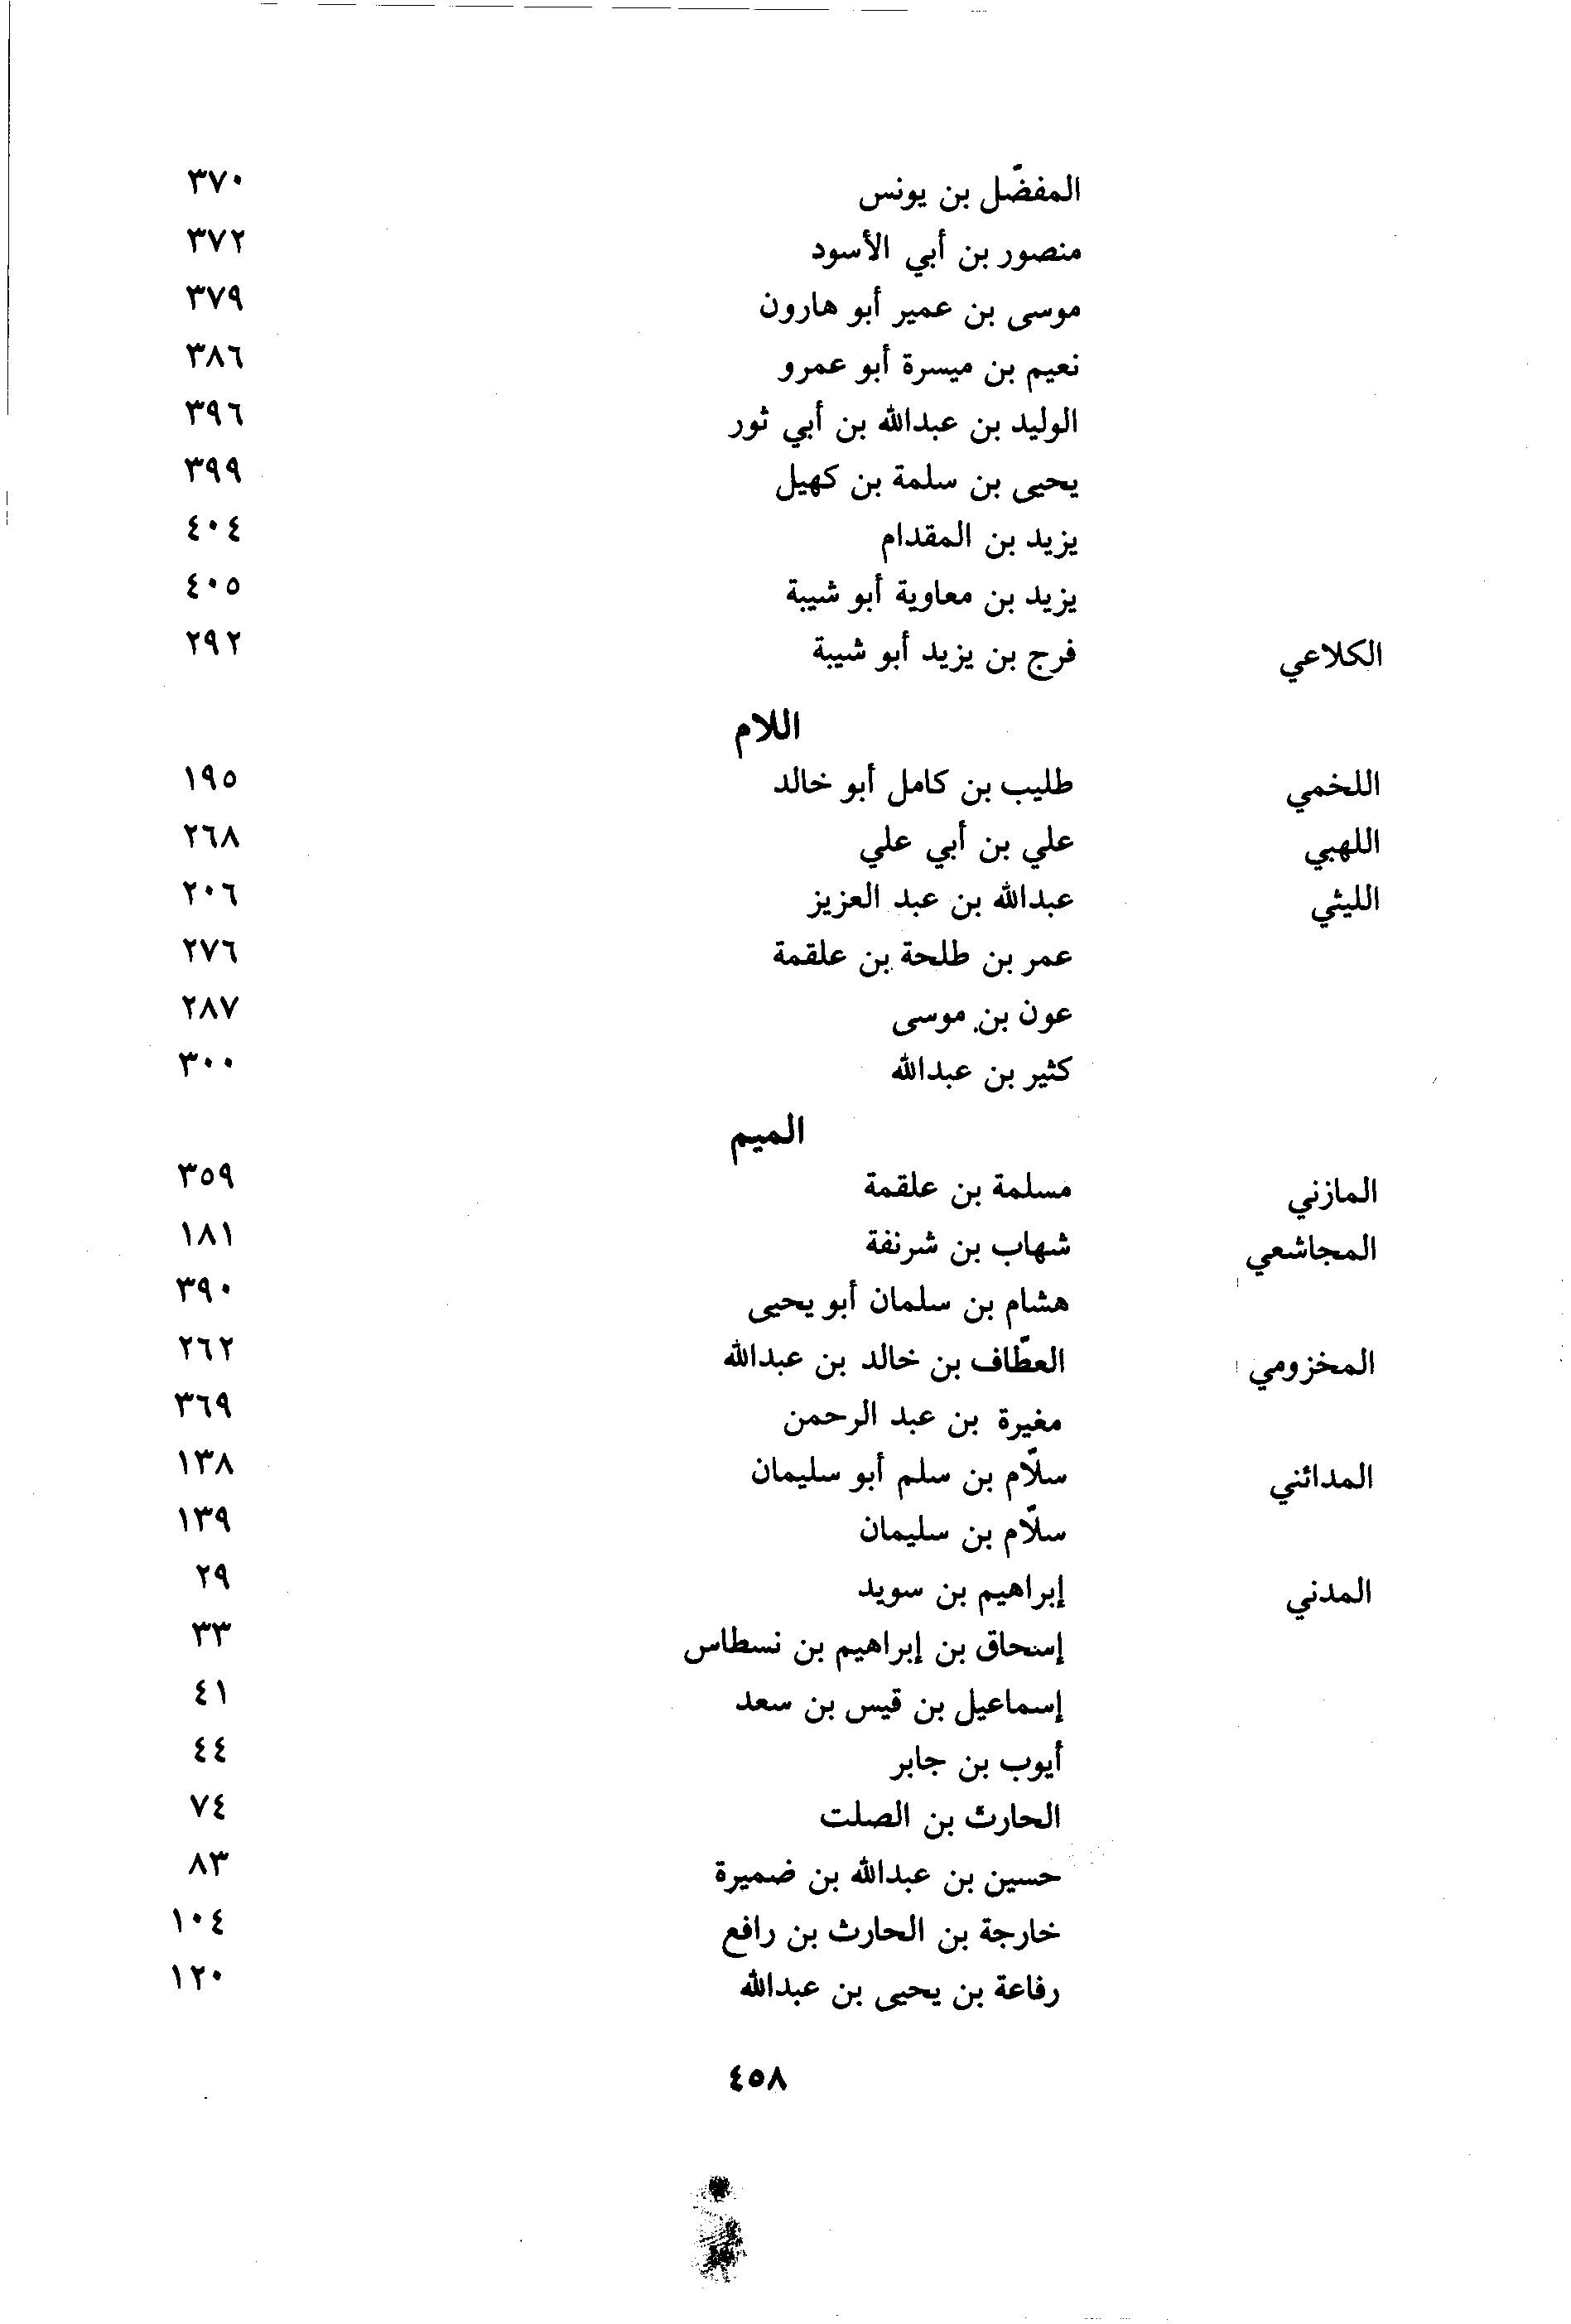 المفضّل بن يونس ٣٧٠
منصور بن أبي الأسود ٣٧٢
موسى بن عمير أبو هارون ٣٧٩
نعيم بن ميسرة أبو عمرو ٣٨٦
الوليد بن عبدالله بن أبي ثور ٣٩٦
يحيى بن سلمة بن كهيل ٣٩٩
يزيد بن المقدام ٤٠٤
يزيد بن معاوية أبو شيبة ٤٠٥
الكلاعي فرج بن يزيد أبو شيبة ٢٩٢
اللام
اللخمي طليب بن كامل أبو خالد ١٩٥
اللهبي علي بن أبي علي ٢٦٨
الليثي عبدالله بن عبد العزيز ٢٠٦
عمر بن طلحة بن علقمة ٢٧٦
عون بن موسى ٢٨٧
كثير بن عبدالله ٣٠٠
الميم
المازني مسلمة بن علقمة ٣٥٩
المجاشعي شهاب بن شرنفة ١٨١
هشام بن سلمان أبو يحيى ٣٩٠
المخزومي العطّاف بن خالد بن عبدالله ٢٦٢
مغيرة بن عبد الرحمن ٣٦٩
المدائني سلّام بن سلم أبو سليمان ١٣٨
سلّام بن سليمان ١٣٩
المدني إبراهيم بن سويد ٢٩
إسحاق بن إبراهيم بن نسطاس ٣٣
إسماعيل بن قيس بن سعد ٤١
أيوب بن جابر ٤٤
الحارث بن الصلت ٧٤
حسين بن عبدالله بن ضميرة ٨٣
خارجة بن الحارث بن رافع ١٠٤
رفاعة بن يحيى بن عبدالله ١٢٠
٤٥٨